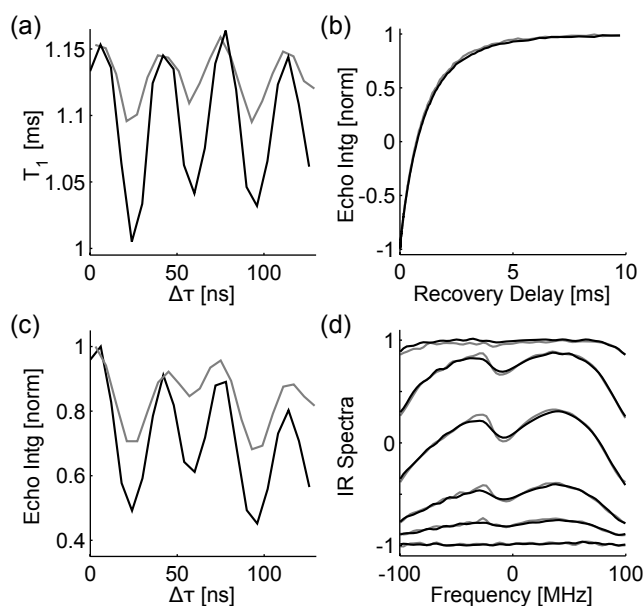 (a)
1.15
1.1
1.05
1
T1 [ms]
0 50 100
Δτ [ns]
(b)
1
0.5
0
-0.5
-1
Echo Intg [norm]
0 5 10
Recovery Delay [ms]
(c)
1
0.8
0.6
0.4
Echo Intg [norm]
0 50 100
Δτ [ns]
(d)
1
0
-1
IR Spectra
-100 0 100
Frequency [MHz]